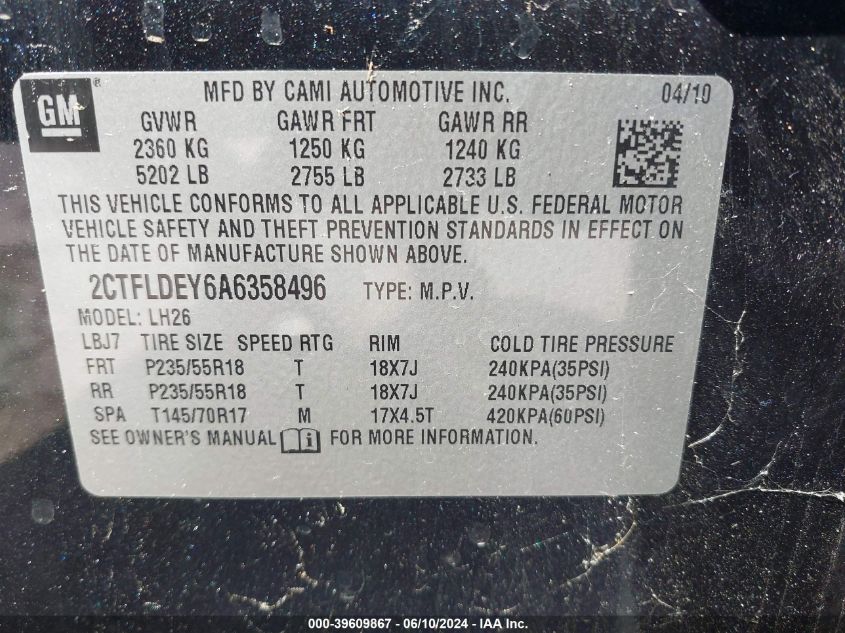 GM ® MFD BY CAMI AUTOMOTIVE INC. 04/10
GVWR GAWR FRT GAWR RR
2360 KG 1250 KG 1240 KG
5202 LB 2755 LB 2733 LB
THIS VEHICLE CONFORMS TO ALL APPLICABLE U.S. FEDERAL MOTOR
VEHICLE SAFETY AND THEFT PREVENTION STANDARDS IN EFFECT ON
THE DATE OF MANUFACTURE SHOWN ABOVE.
2CTFLDEY6A6358496 TYPE: M.P.V.
MODEL: LH26
LBJ7 TIRE SIZE SPEED RTG RIM COLD TIRE PRESSURE
FRT P235/55R18 T 18X7J 240KPA(35PSI)
RR P235/55R18 T 18X7J 240KPA(35PSI)
SPA T145/70R17 M 17X4.5T 420KPA(60PSI)
SEE OWNER'S MANUAL i FOR MORE INFORMATION.
000-39609867 - 06/10/2024 - IAA Inc.